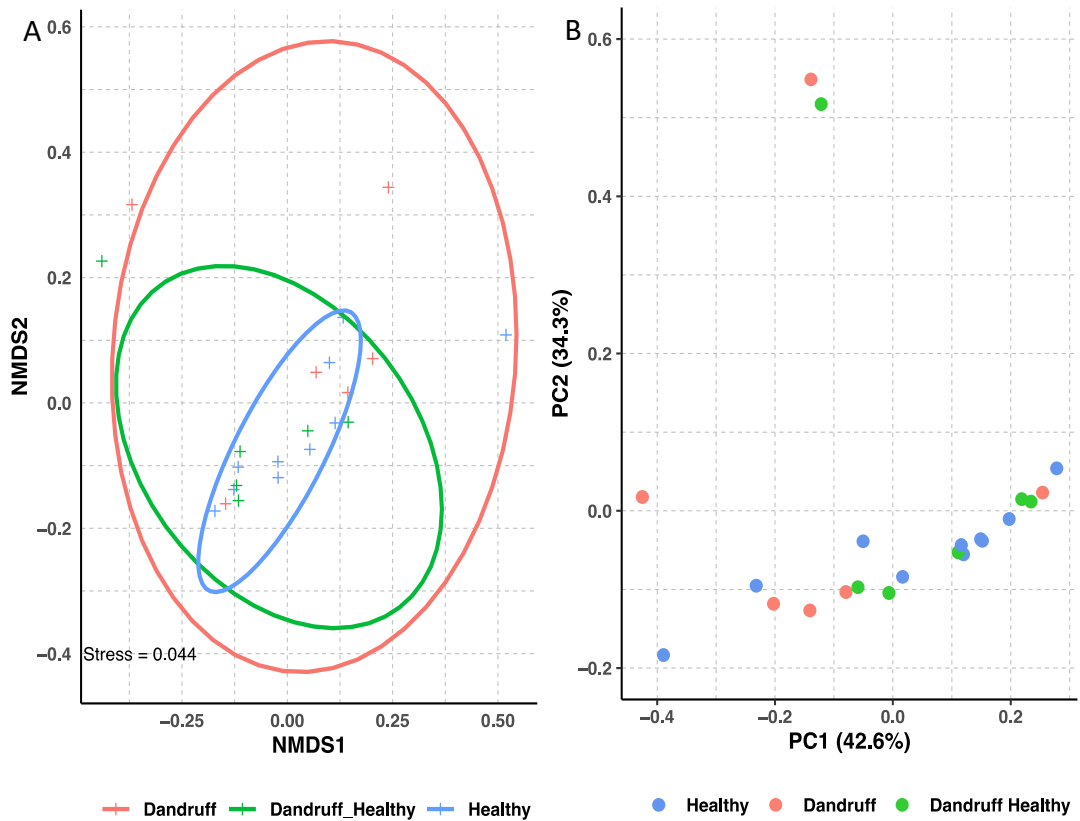 A
0.6
0.4
0.2
0.0
−0.2
−0.4
NMDS2
Stress = 0.044
−0.25 0.00 0.25 0.50
NMDS1
Dandruff Dandruff_Healthy Healthy
B
0.6
0.4
0.2
0.0
−0.2
PC2 (34.3%)
−0.4 −0.2 0.0 0.2
PC1 (42.6%)
Healthy Dandruff Dandruff Healthy